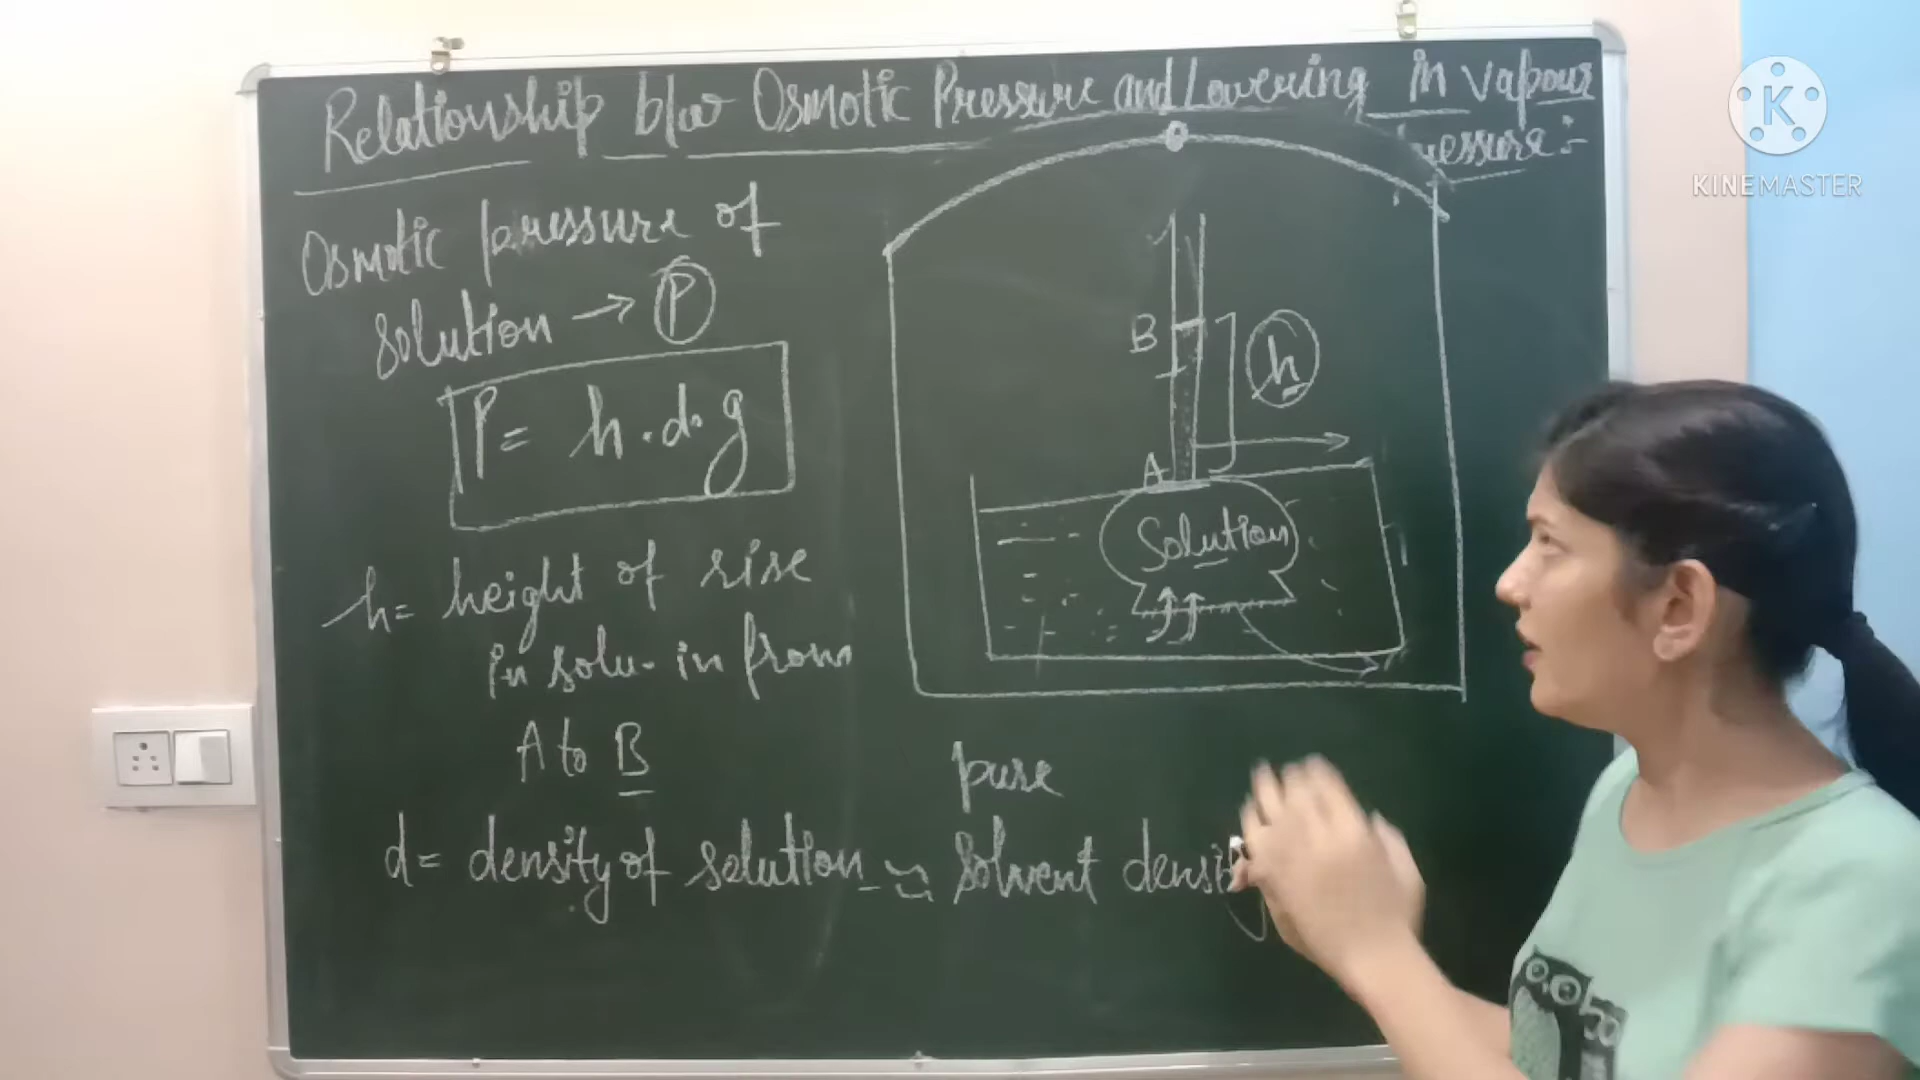 Relationship b/w Osmotic Pressure and Lowering in Vapour
Pressure :-
Osmotic pressure of
solution → P
P = h . d . g
h = height of rise
in solu. in from
A to B
d = density of solution ≈ solvent density
pure
B
h
A
Solution
K
KINEMASTER